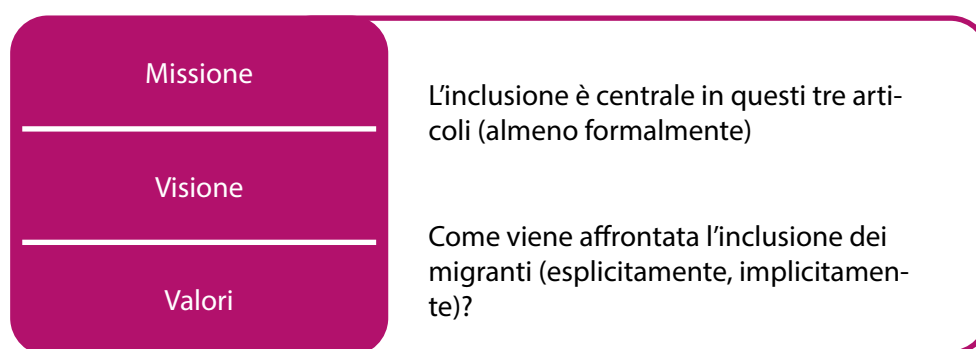 Missione
Visione
Valori
L'inclusione è centrale in questi tre arti-
coli (almeno formalmente)
Come viene affrontata l'inclusione dei
migranti (esplicitamente, implicitamen-
te)?